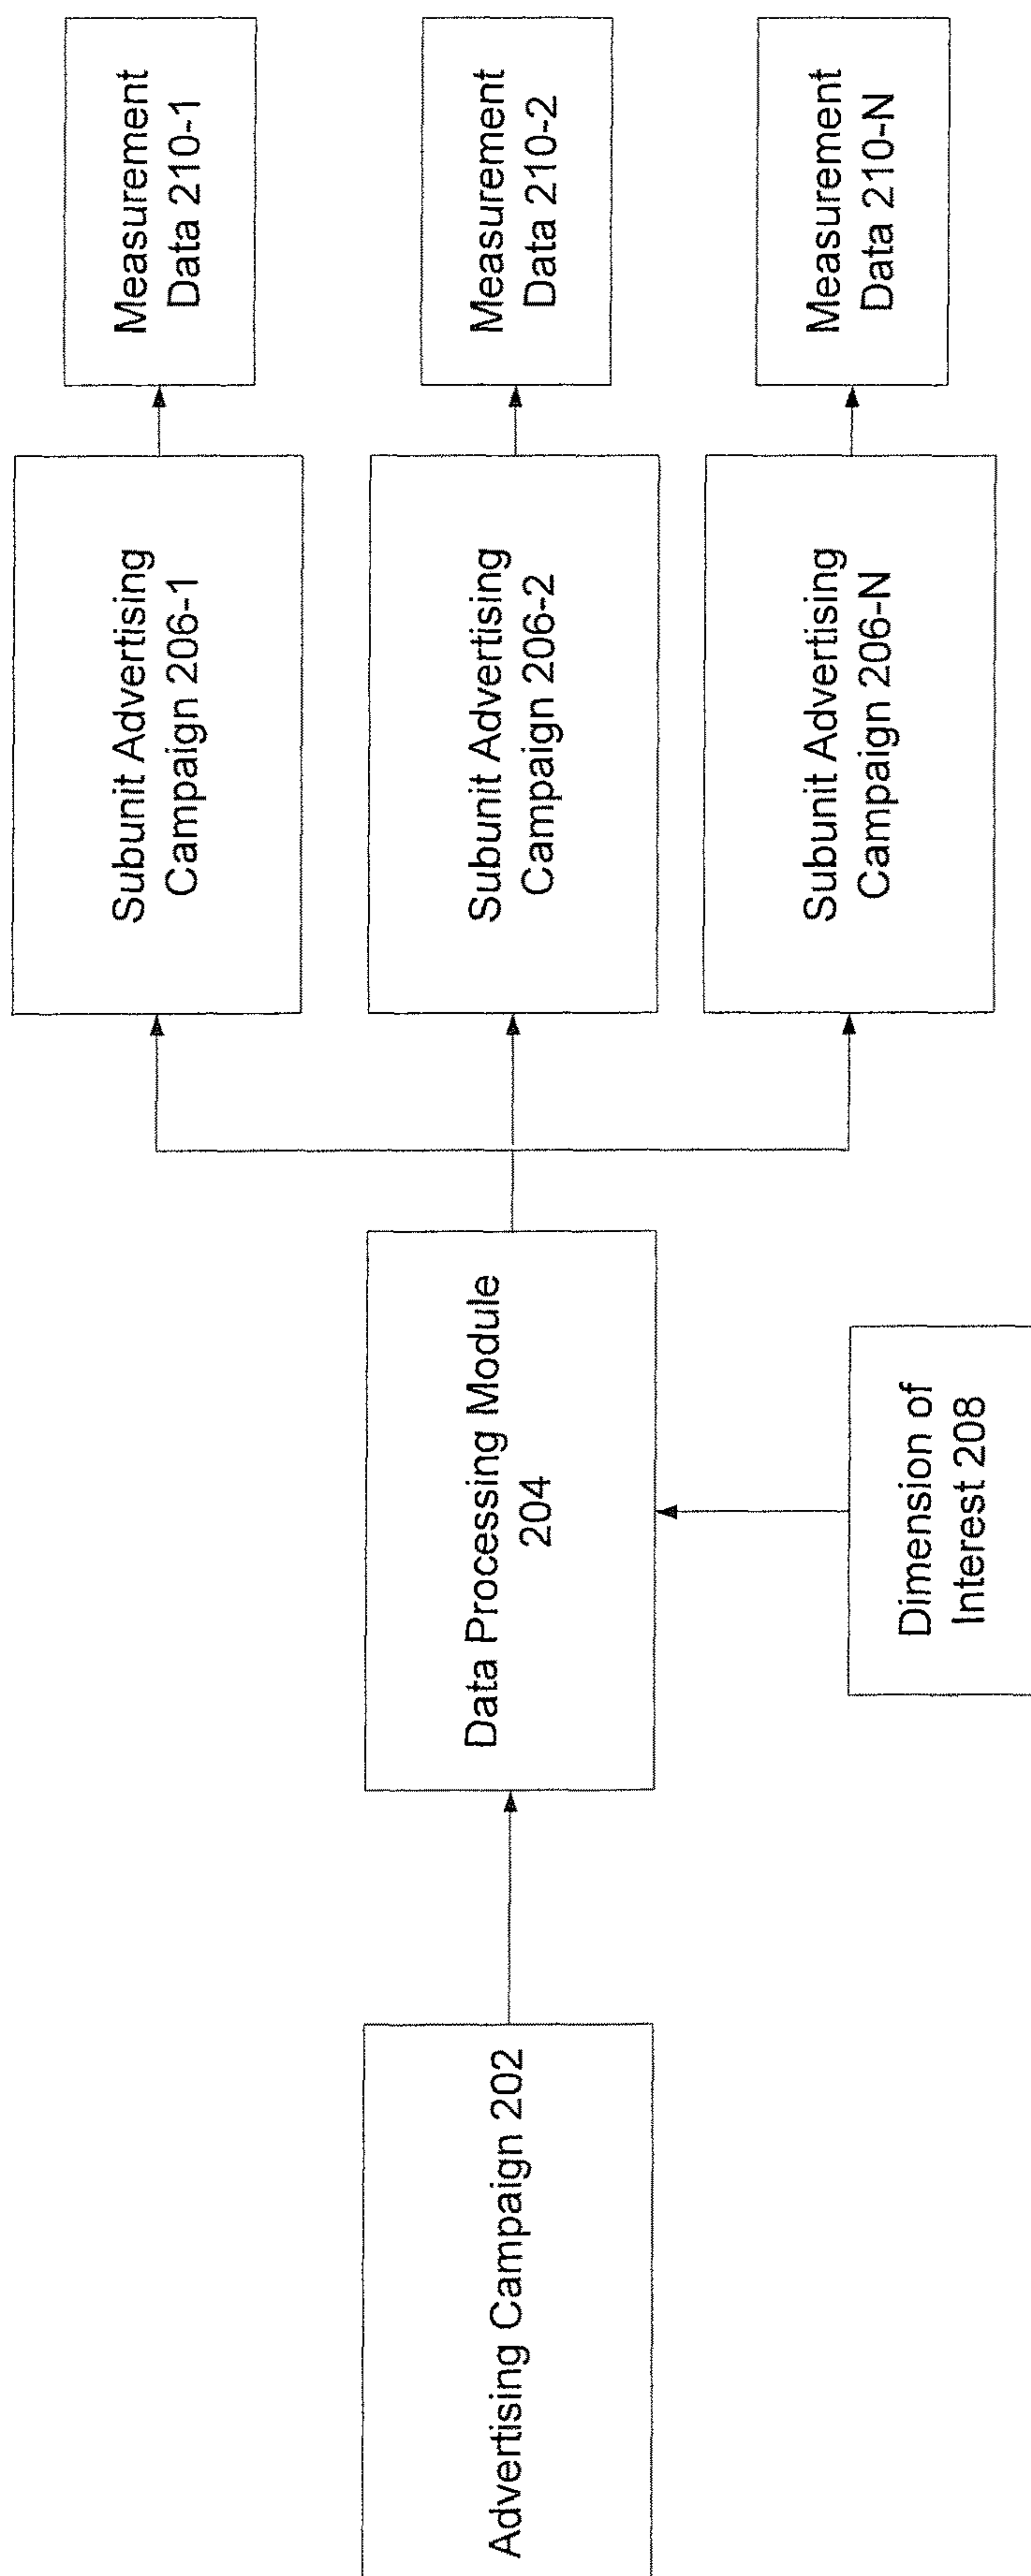 Advertising Campaign 202
Data Processing Module
204
Dimension of
Interest 208
Subunit Advertising
Campaign 206-1
Subunit Advertising
Campaign 206-2
Subunit Advertising
Campaign 206-N
Measurement
Data 210-1
Measurement
Data 210-2
Measurement
Data 210-N